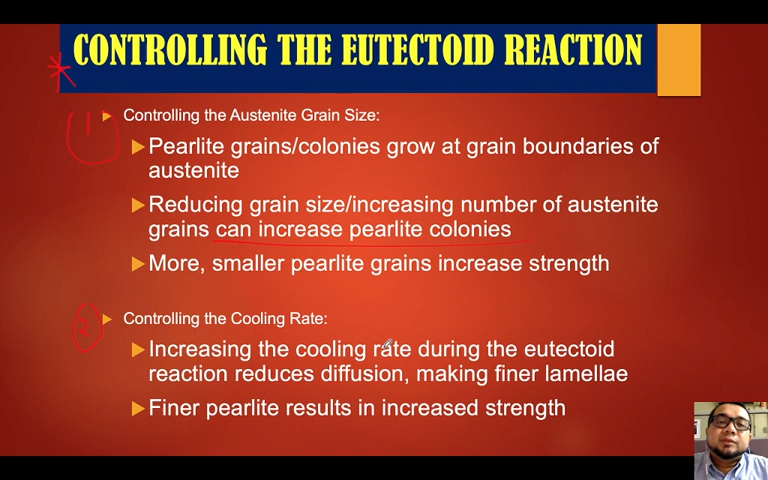 CONTROLLING THE EUTECTOID REACTION
1
Controlling the Austenite Grain Size:
Pearlite grains/colonies grow at grain boundaries of
austenite
Reducing grain size/increasing number of austenite
grains can increase pearlite colonies
More, smaller pearlite grains increase strength
2
Controlling the Cooling Rate:
Increasing the cooling rate during the eutectoid
reaction reduces diffusion, making finer lamellae
Finer pearlite results in increased strength